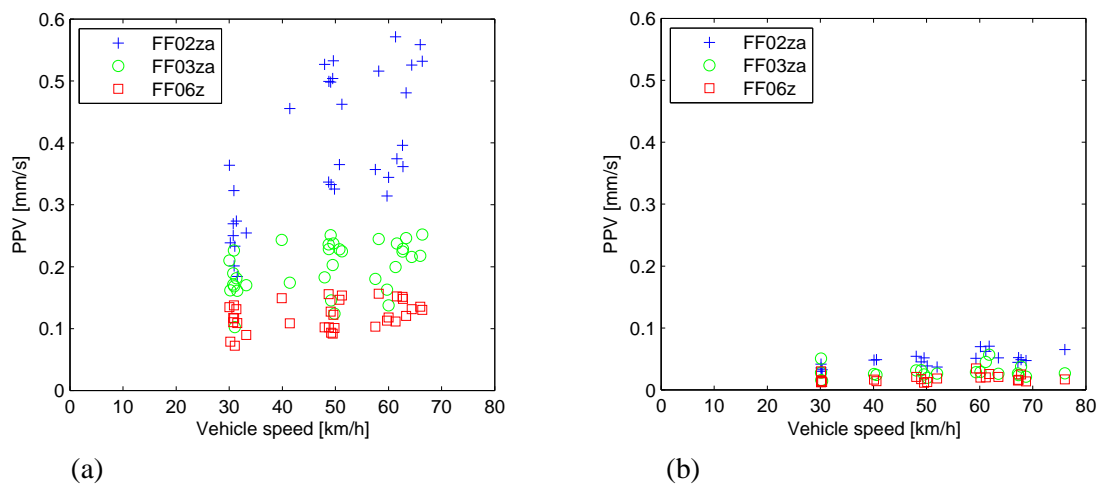 0.6
0.5
0.4
0.3
0.2
0.1
0
PPV [mm/s]
FF02za
FF03za
FF06z
0 10 20 30 40 50 60 70 80
Vehicle speed [km/h]
(a)
0.6
0.5
0.4
0.3
0.2
0.1
0
PPV [mm/s]
FF02za
FF03za
FF06z
0 10 20 30 40 50 60 70 80
Vehicle speed [km/h]
(b)